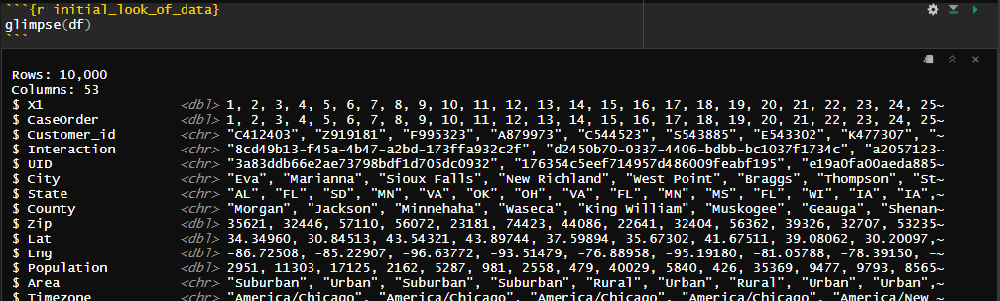 ```{r initial_look_of_data}
glimpse(df)
```
Rows: 10,000
Columns: 53
$ X1 <dbl> 1, 2, 3, 4, 5, 6, 7, 8, 9, 10, 11, 12, 13, 14, 15, 16, 17, 18, 19, 20, 21, 22, 23, 24, 25~
$ CaseOrder <dbl> 1, 2, 3, 4, 5, 6, 7, 8, 9, 10, 11, 12, 13, 14, 15, 16, 17, 18, 19, 20, 21, 22, 23, 24, 25~
$ Customer_id <chr> "C412403", "Z919181", "F995323", "A879973", "C544523", "S543885", "E543302", "K477307", "~
$ Interaction <chr> "8cd49b13-f45a-4b47-a2bd-173ffa932c2f", "d2450b70-0337-4406-bdbb-bc1037f1734c", "a2057123~
$ UID <chr> "3a83ddb66e2ae73798bdf1d705dc0932", "176354c5eef714957d486009feabf195", "e19a0fa00aeda885~
$ City <chr> "Eva", "Marianna", "Sioux Falls", "New Richland", "West Point", "Braggs", "Thompson", "St~
$ State <chr> "AL", "FL", "SD", "MN", "VA", "OK", "OH", "VA", "FL", "MN", "MS", "FL", "WI", "IA", "IA",~
$ County <chr> "Morgan", "Jackson", "Minnehaha", "Waseca", "King William", "Muskogee", "Geauga", "Shenan~
$ Zip <dbl> 35621, 32446, 57110, 56072, 23181, 74423, 44086, 22641, 32404, 56362, 39326, 32707, 53235~
$ Lat <dbl> 34.34960, 30.84513, 43.54321, 43.89744, 37.59894, 35.67302, 41.67511, 39.08062, 30.20097,~
$ Lng <dbl> -86.72508, -85.22907, -96.63772, -93.51479, -76.88958, -95.19180, -81.05788, -78.39150, -~
$ Population <dbl> 2951, 11303, 17125, 2162, 5287, 981, 2558, 479, 40029, 5840, 426, 35369, 9477, 9793, 8565~
$ Area <chr> "Suburban", "Urban", "Suburban", "Suburban", "Rural", "Urban", "Rural", "Urban", "Urban",~
$ Timezone <chr> "America/Chicago", "America/Chicago", "America/Chicago", "America/Chicago", "America/New_